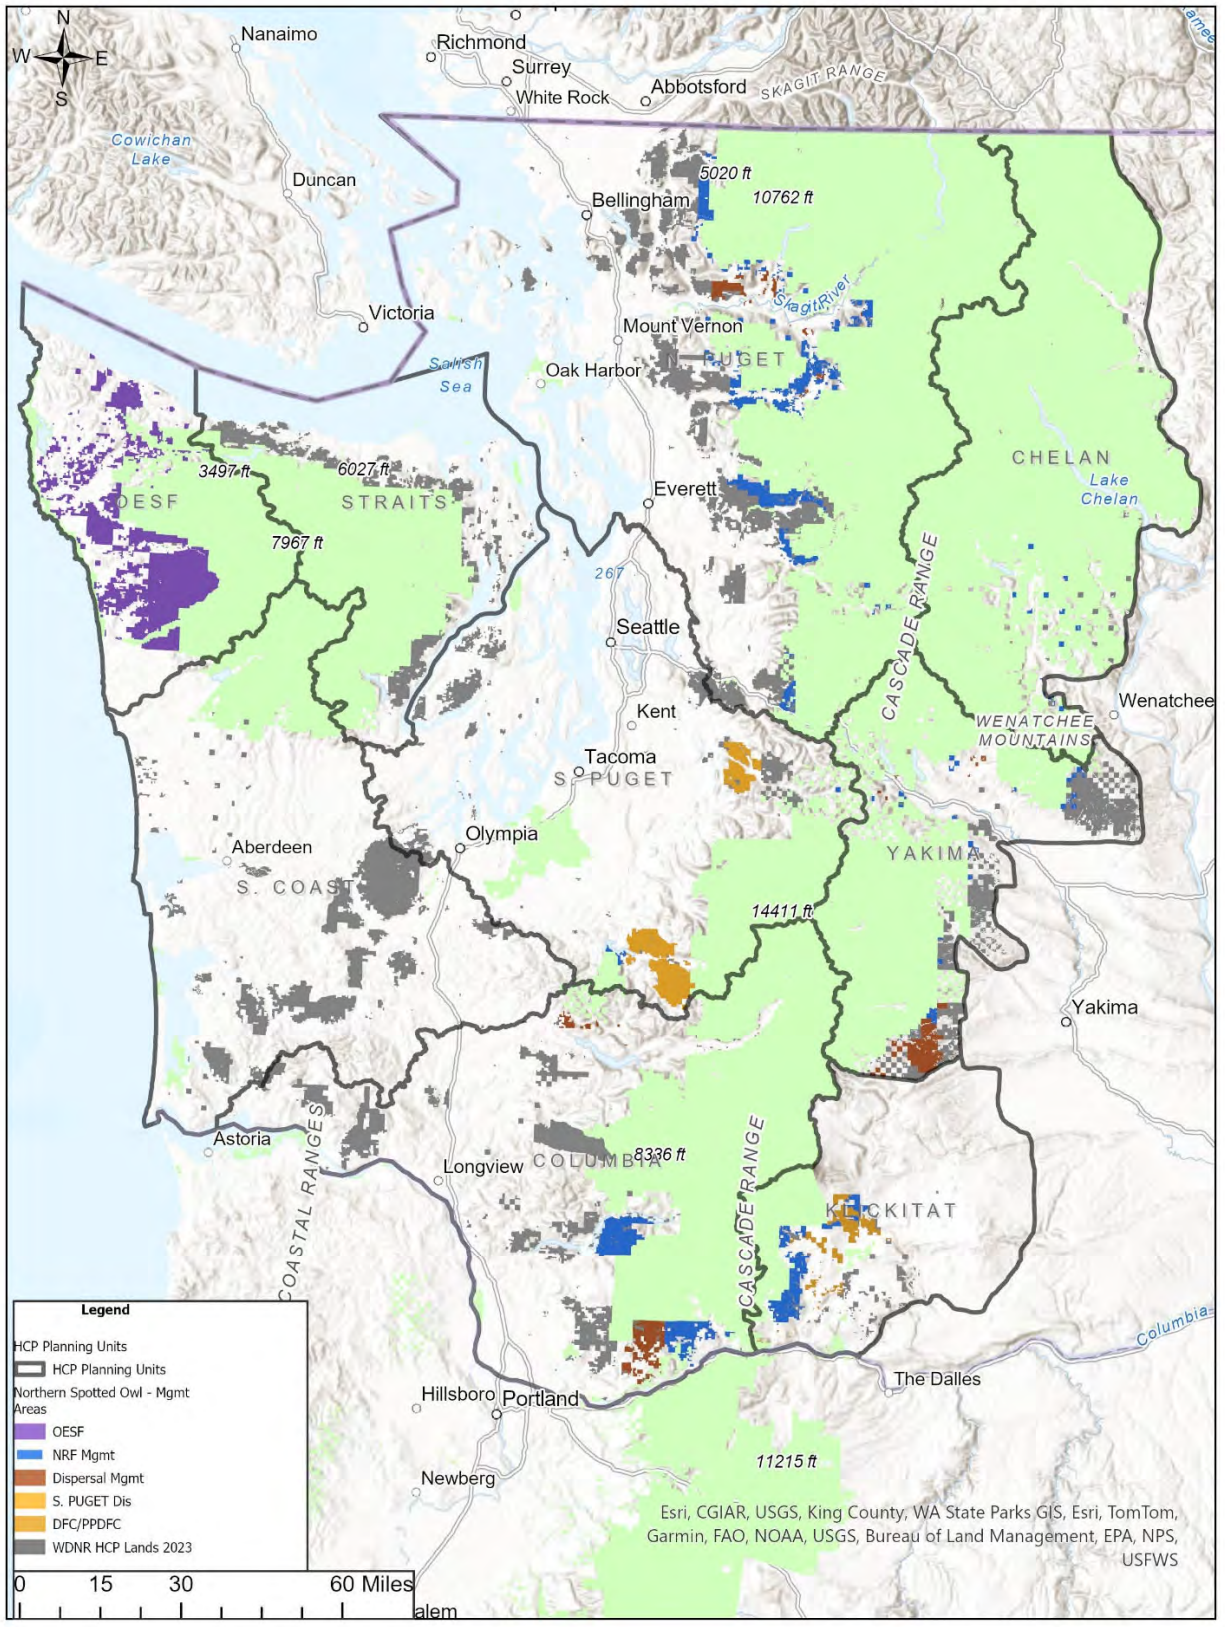 N
W
E
S
Nanaimo
Richmond
Surrey
White Rock
Abbotsford
SKAGIT RANGE
Cowichan
Lake
Duncan
5020 ft
10762 ft
Bellingham
Skagit River
Victoria
Mount Vernon
N. PUGET
Salish
Sea
Oak Harbor
CHELAN
Lake
Chelan
3497 ft
6027 ft
OESF
STRAITS
Everett
7967 ft
267
CASCADE RANGE
Seattle
Wenatchee
Kent
WENATCHEE
MOUNTAINS
Tacoma
S. PUGET
Olympia
Aberdeen
S. COAST
YAKIMA
14411 ft
Yakima
Astoria
COASTAL RANGES
Longview
COLUMBIA
8336 ft
CASCADE RANGE
KLICKITAT
Columbia
The Dalles
Hillsboro
Portland
Newberg
11215 ft
Legend
HCP Planning Units
HCP Planning Units
Northern Spotted Owl - Mgmt
Areas
OESF
NRF Mgmt
Dispersal Mgmt
S. PUGET Dis
DFC/PPDFC
WDNR HCP Lands 2023
0 15 30 60 Miles
alem
Esri, CGIAR, USGS, King County, WA State Parks GIS, Esri, TomTom,
Garmin, FAO, NOAA, USGS, Bureau of Land Management, EPA, NPS,
USFWS